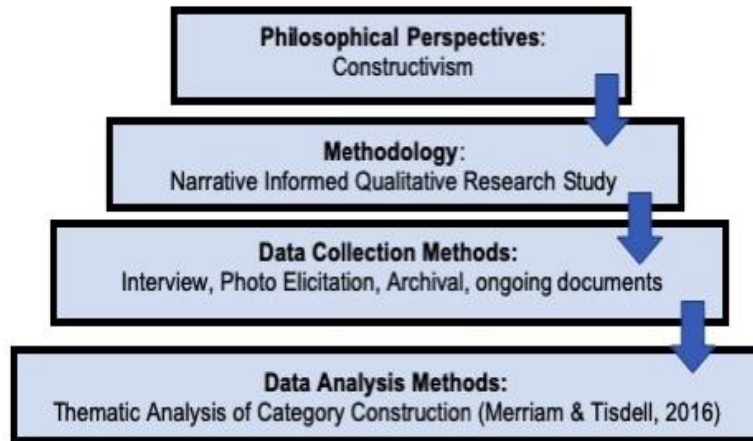 Philosophical Perspectives:
Constructivism
Methodology:
Narrative Informed Qualitative Research Study
Data Collection Methods:
Interview, Photo Elicitation, Archival, ongoing documents
Data Analysis Methods:
Thematic Analysis of Category Construction (Merriam & Tisdell, 2016)